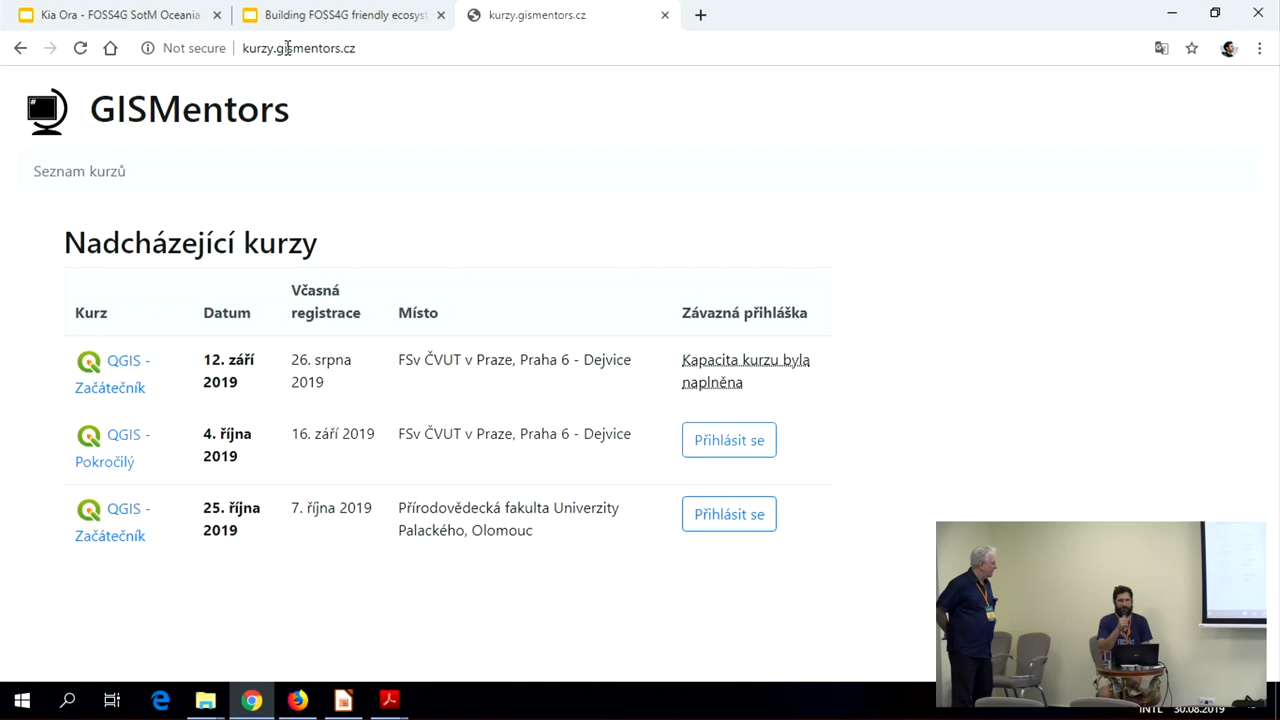 Kia Ora - FOSS4G SotM Oceania
Building FOSS4G friendly ecosyst
kurzy.gismentors.cz
Not secure
kurzy.gismentors.cz
GISMentors
Seznam kurzů
Nadcházející kurzy
Kurz
Datum
Včasná
registrace
Místo
Závazná přihláška
QGIS -
Začátečník
12. září
2019
26. srpna
2019
FSv ČVUT v Praze, Praha 6 - Dejvice
Kapacita kurzu byla
naplněna
QGIS -
Pokročilý
4. října
2019
16. září 2019
FSv ČVUT v Praze, Praha 6 - Dejvice
Přihlásit se
QGIS -
Začátečník
25. října
2019
7. října 2019
Přírodovědecká fakulta Univerzity
Palackého, Olomouc
Přihlásit se
INTL
30.08.2019